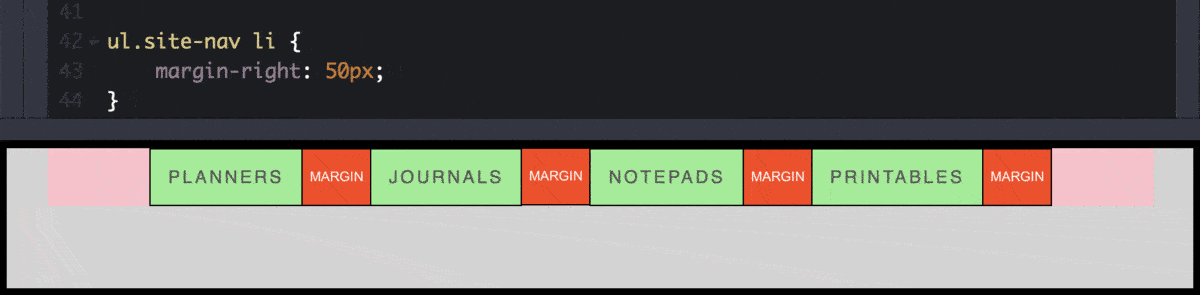 41
42 ul.site-nav li {
43 margin-right: 50px;
44 }
PLANNERS MARGIN JOURNALS MARGIN NOTEPADS MARGIN PRINTABLES MARGIN